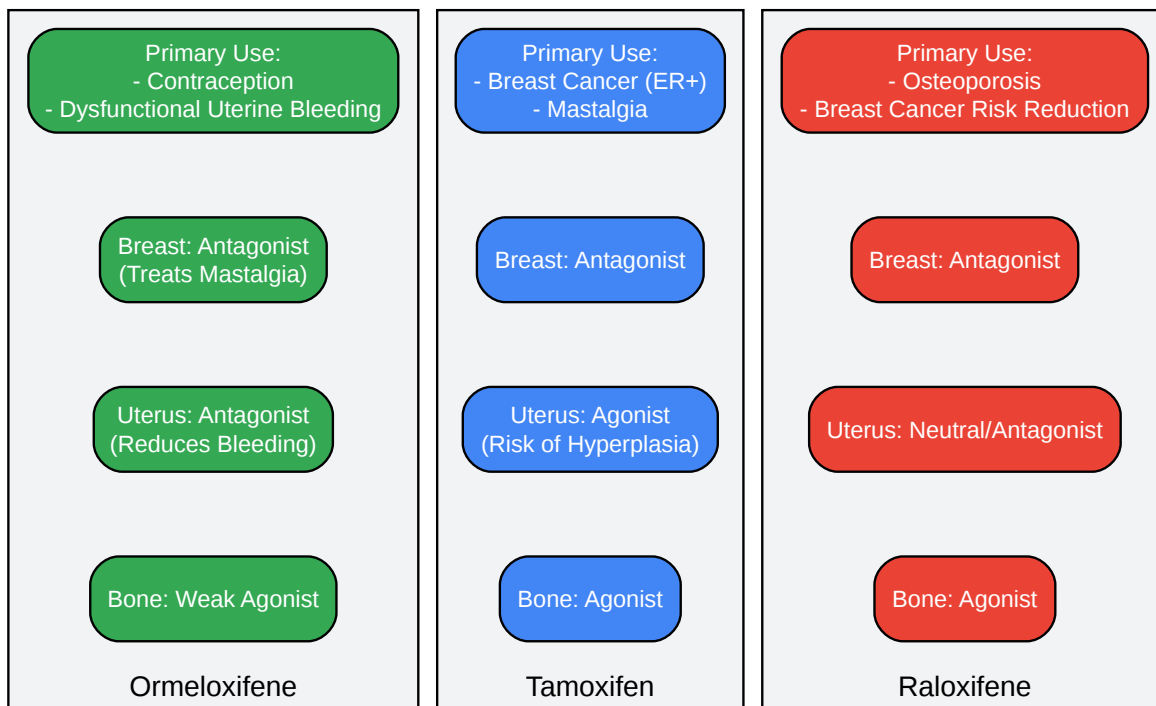 Primary Use:
- Contraception
- Dysfunctional Uterine Bleeding
Breast: Antagonist
(Treats Mastalgia)
Uterus: Antagonist
(Reduces Bleeding)
Bone: Weak Agonist
Ormeloxifene
Primary Use:
- Breast Cancer (ER+)
- Mastalgia
Breast: Antagonist
Uterus: Agonist
(Risk of Hyperplasia)
Bone: Agonist
Tamoxifen
Primary Use:
- Osteoporosis
- Breast Cancer Risk Reduction
Breast: Antagonist
Uterus: Neutral/Antagonist
Bone: Agonist
Raloxifene